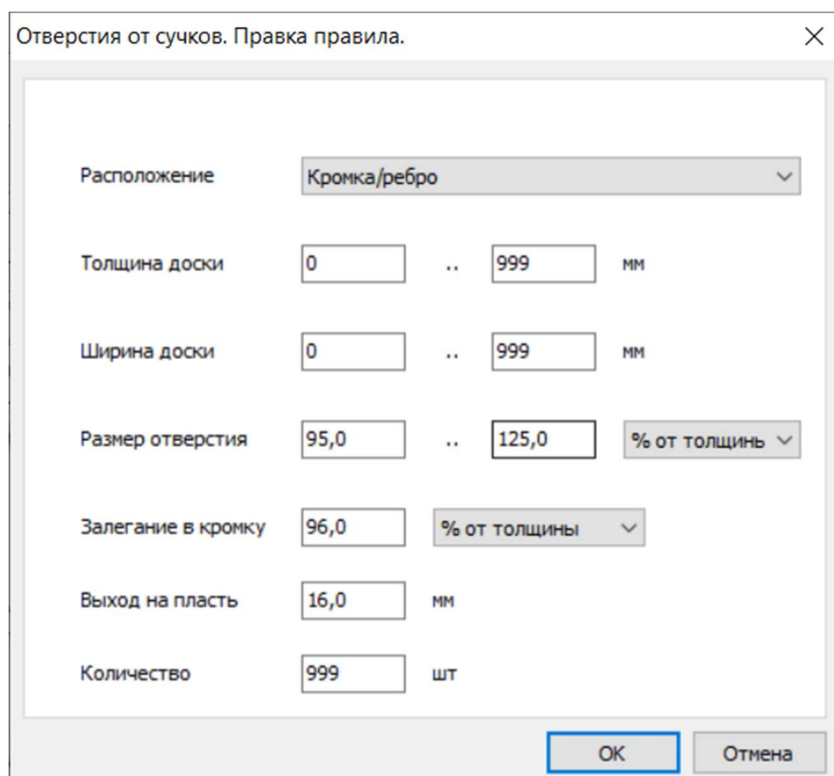 Отверстия от сучков. Правка правила.
Расположение Кромка/ребро
Толщина доски 0 .. 999 мм
Ширина доски 0 .. 999 мм
Размер отверстия 95,0 .. 125,0 % от толщинь
Залегание в кромку 96,0 % от толщины
Выход на пласть 16,0 мм
Количество 999 шт
OK Отмена